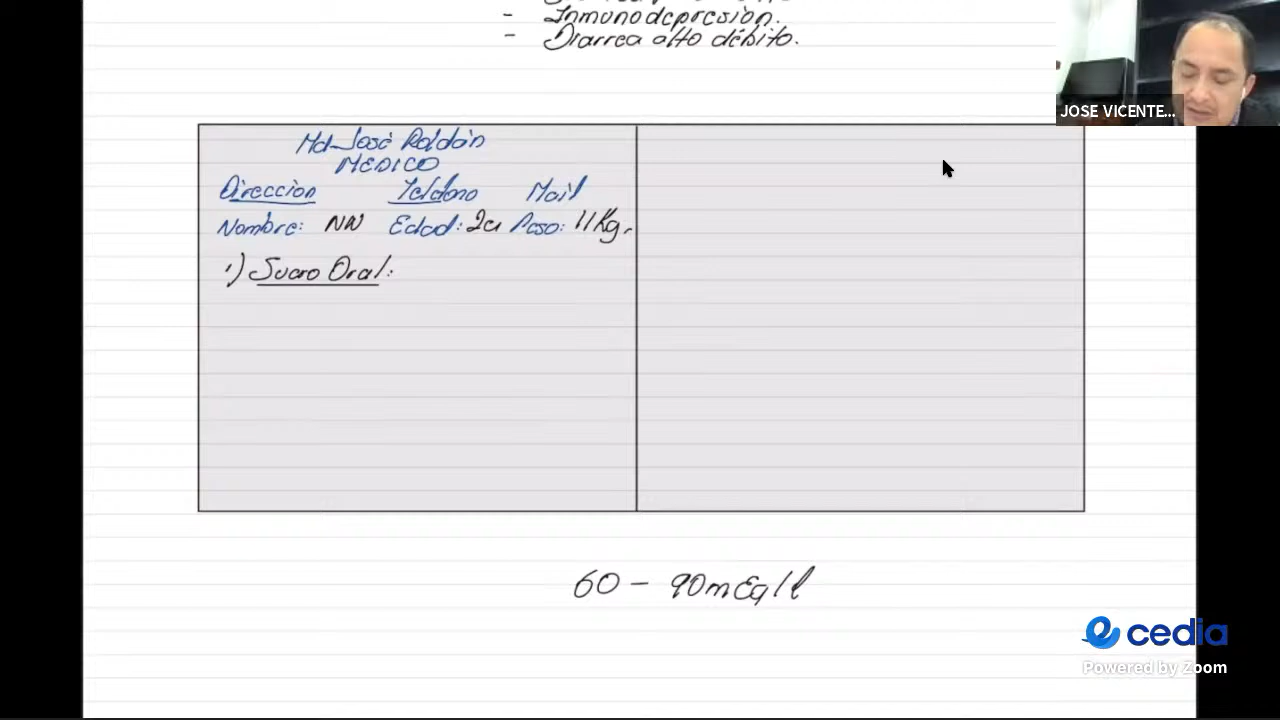 - Inmunodepresión.
- Diarrea alto débito.
JOSE VICENTE...
Md José Roldán
MEDICO
Dirección Teléfono Mail
Nombre: NN Edad: 2a Peso: 11Kg.
1) Suero Oral:
60 - 90mEq/l
cedia
Powered by Zoom